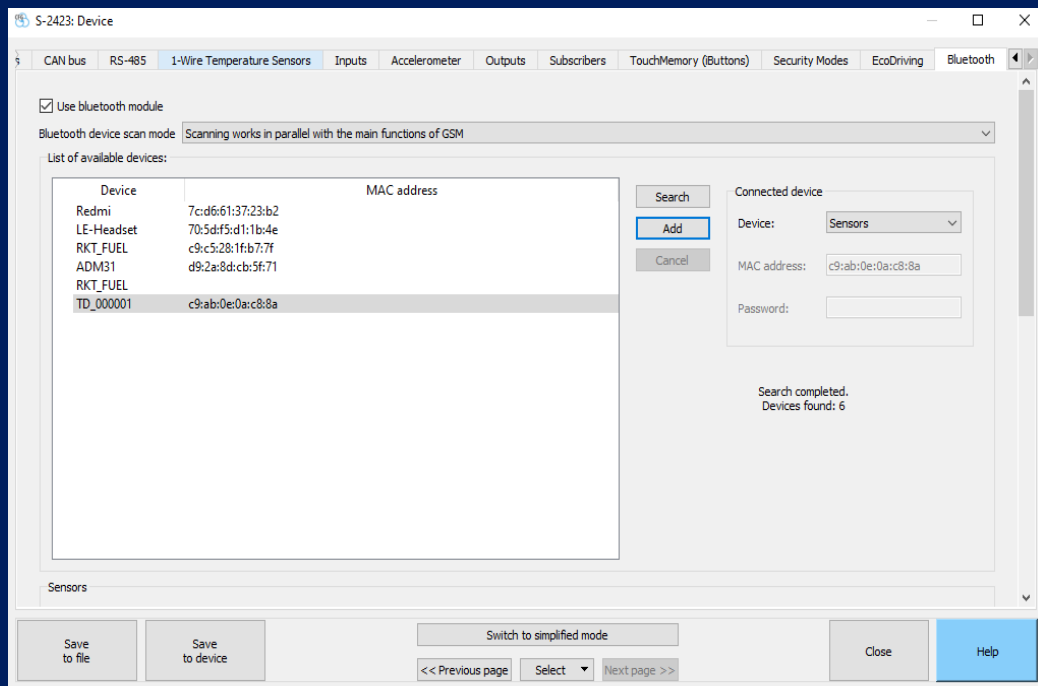 S-2423: Device
CAN bus RS-485 1-Wire Temperature Sensors Inputs Accelerometer Outputs Subscribers TouchMemory (iButtons) Security Modes EcoDriving Bluetooth
Use bluetooth module
Bluetooth device scan mode Scanning works in parallel with the main functions of GSM
List of available devices:
Device MAC address
Redmi 7c:d6:61:37:23:b2
LE-Headset 70:5d:f5:d1:1b:4e
RKT_FUEL c9:c5:28:1f:b7:7f
ADM31 d9:2a:8d:cb:5f:71
RKT_FUEL
TD_000001 c9:ab:0e:0a:c8:8a
Search
Add
Cancel
Connected device
Device: Sensors
MAC address: c9:ab:0e:0a:c8:8a
Password:
Search completed.
Devices found: 6
Sensors
Save
to file
Save
to device
Switch to simplified mode
<< Previous page Select Next page >>
Close
Help